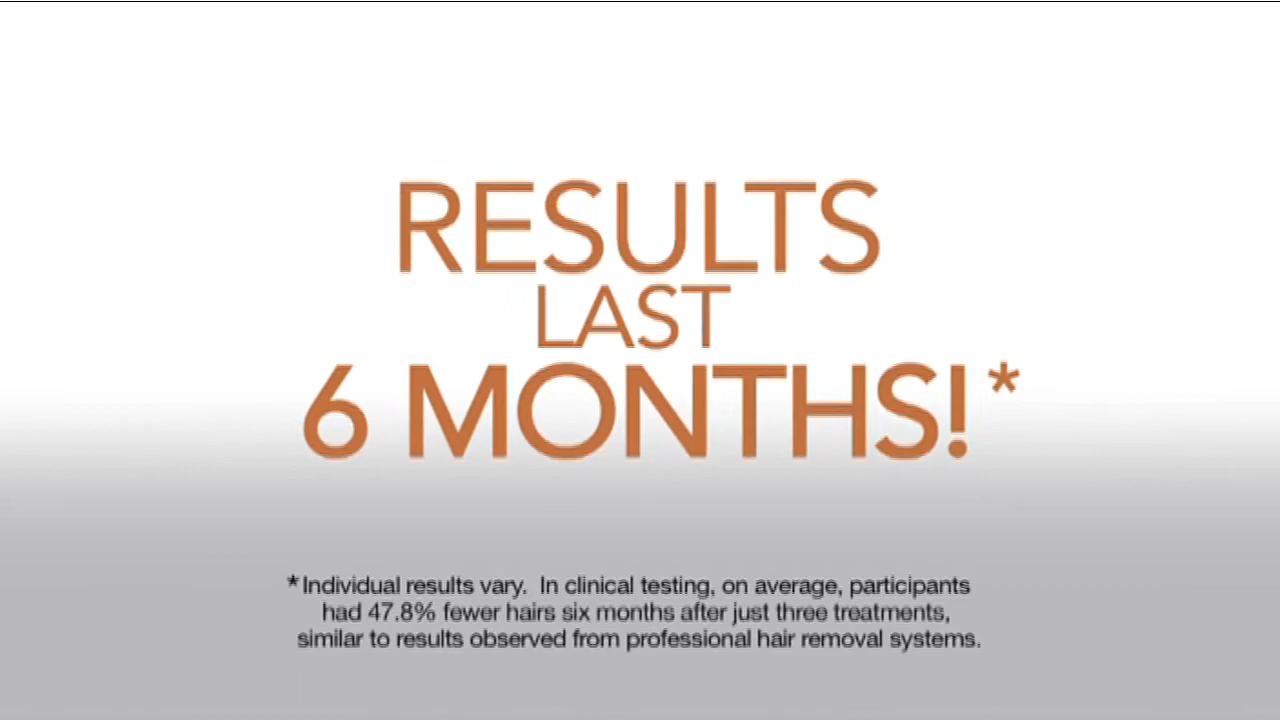 RESULTS
LAST
6 MONTHS!*
*Individual results vary. In clinical testing, on average, participants
had 47.8% fewer hairs six months after just three treatments,
similar to results observed from professional hair removal systems.